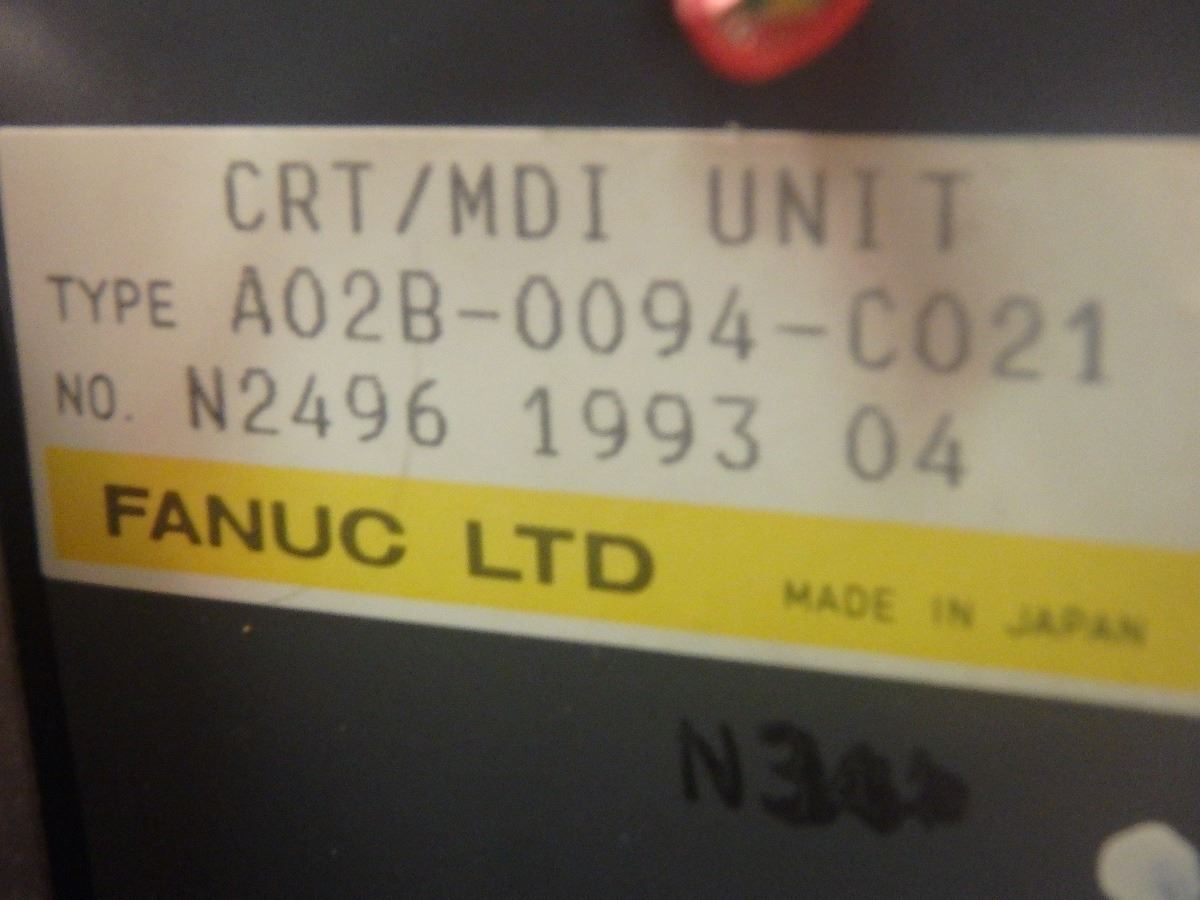 CRT/MDI UNIT
TYPE A02B-0094-C021
NO. N2496 1993 04
FANUC LTD MADE IN JAPAN